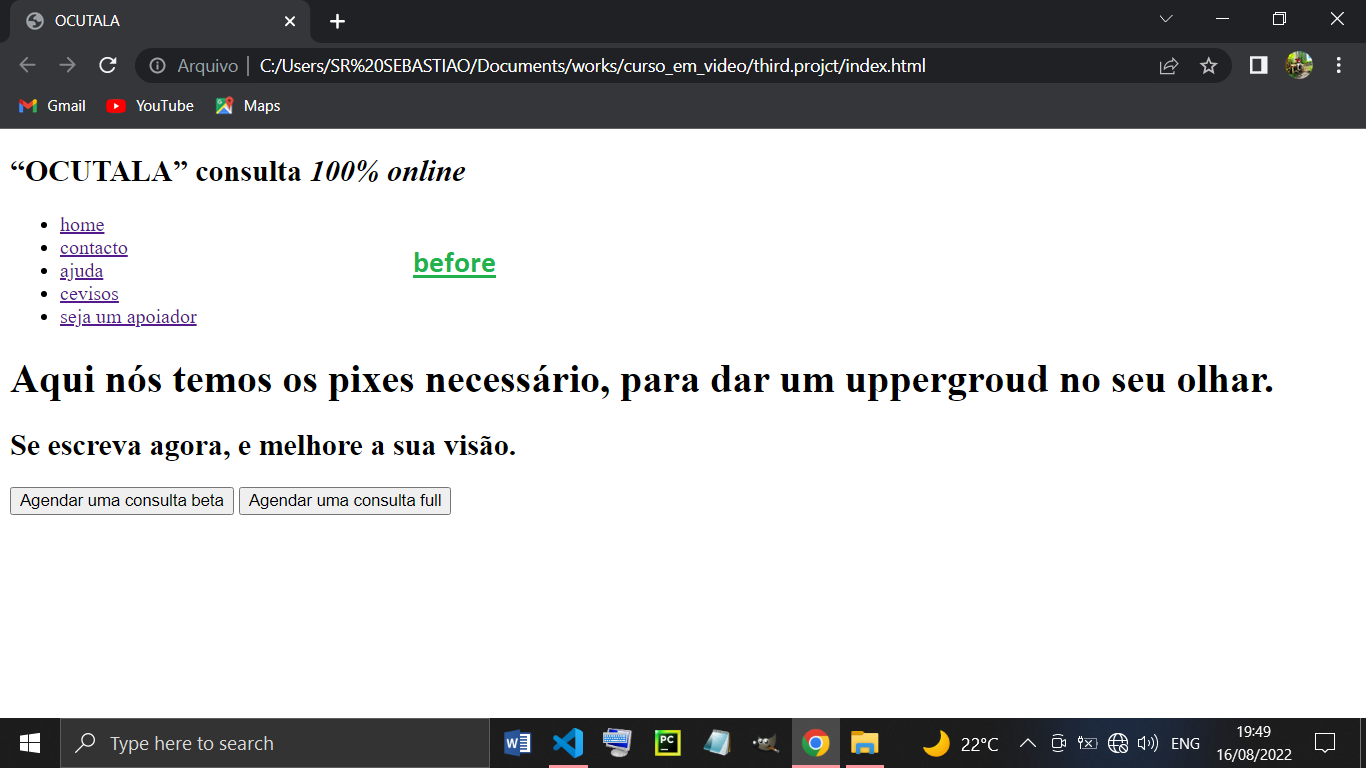 OCUTALA
Arquivo | C:/Users/SR%20SEBASTIAO/Documents/works/curso_em_video/third.projct/index.html
Gmail YouTube Maps
“OCUTALA” consulta 100% online
home
contacto
before
ajuda
cevisos
seja um apoiador
Aqui nós temos os pixes necessário, para dar um uppergroud no seu olhar.
Se escreva agora, e melhore a sua visão.
Agendar uma consulta beta Agendar uma consulta full
Type here to search
W
PC
22°C
ENG
19:49
16/08/2022